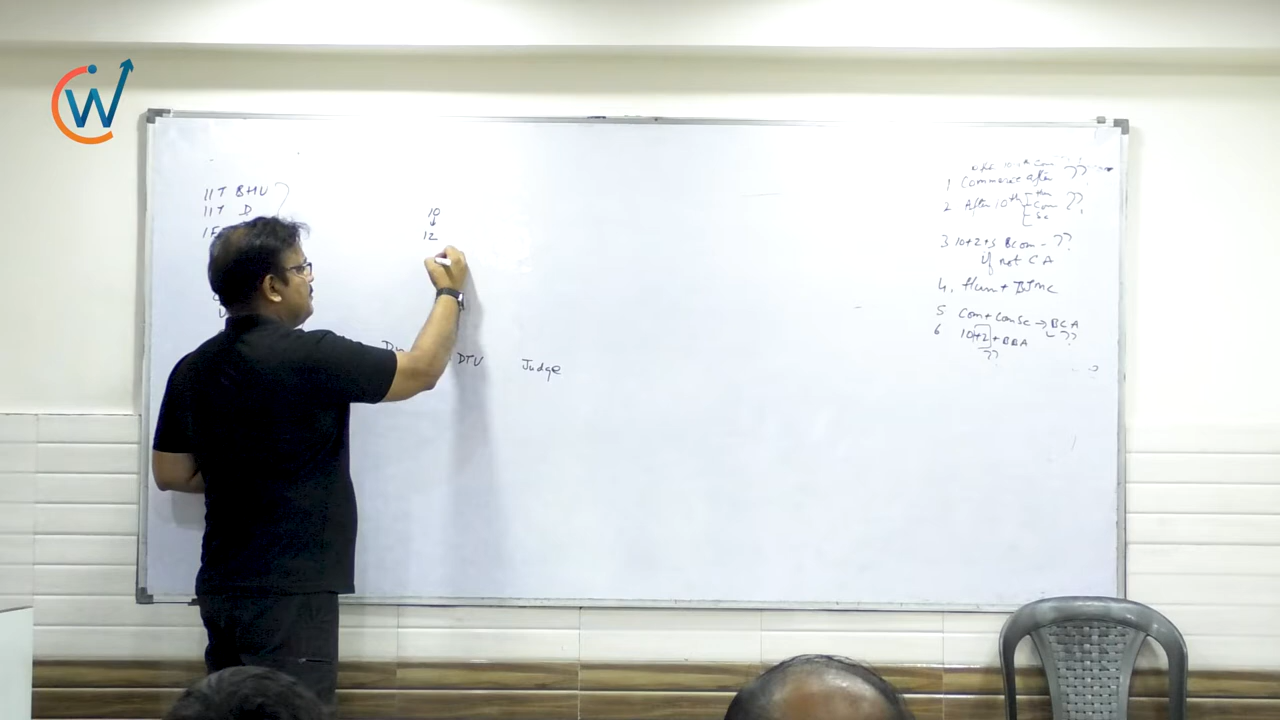 IIT BHU
IIT D
10
12
DTU
Judge
1 Commerce after ??
2 After 10th Hum
Com ??
Sc
3 10+2+3 BCom - ??
if not CA
4. Hum + BJMC
5 Com + Com Sc → BCA
6 10+2 + BBA ??
??
W